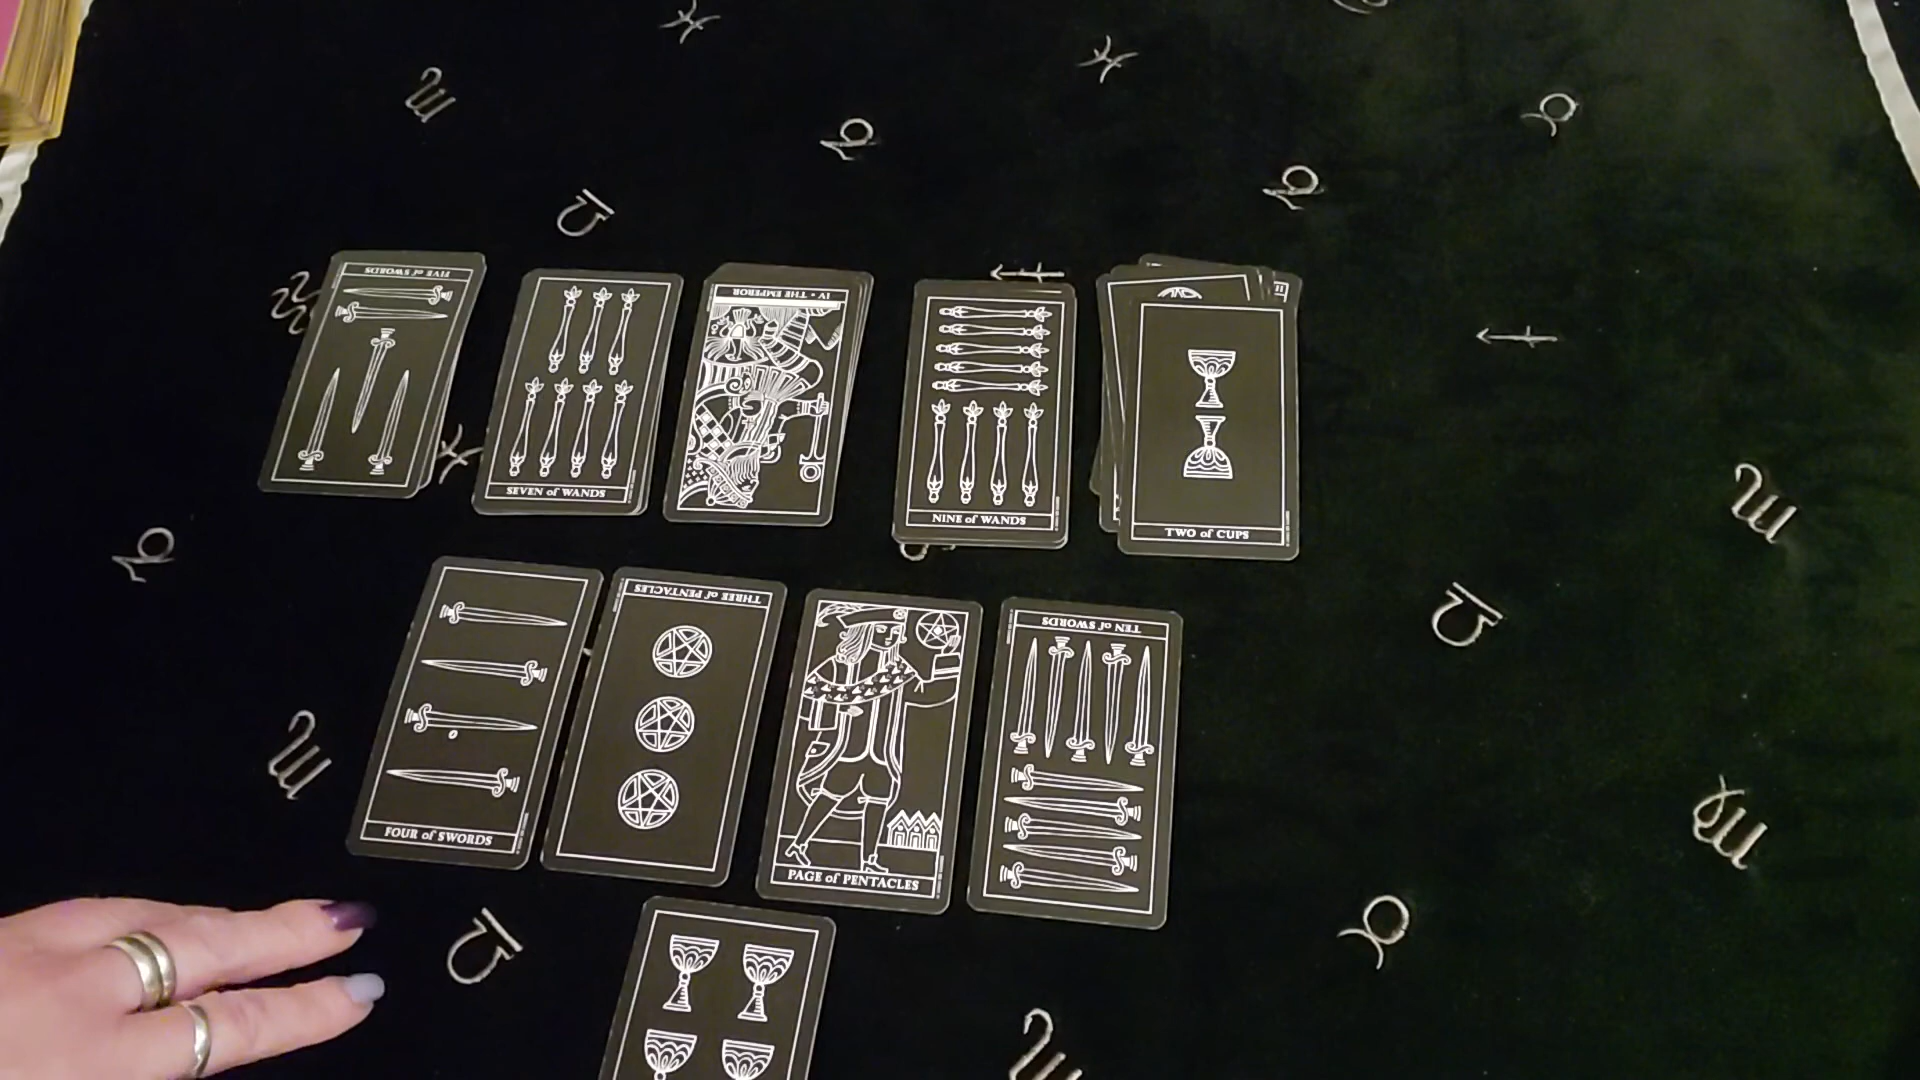 FIVE of SWORDS
SEVEN of WANDS
IV • THE EMPEROR
NINE of WANDS
II
TWO of CUPS
FOUR of SWORDS
THREE of PENTACLES
PAGE of PENTACLES
TEN of SWORDS